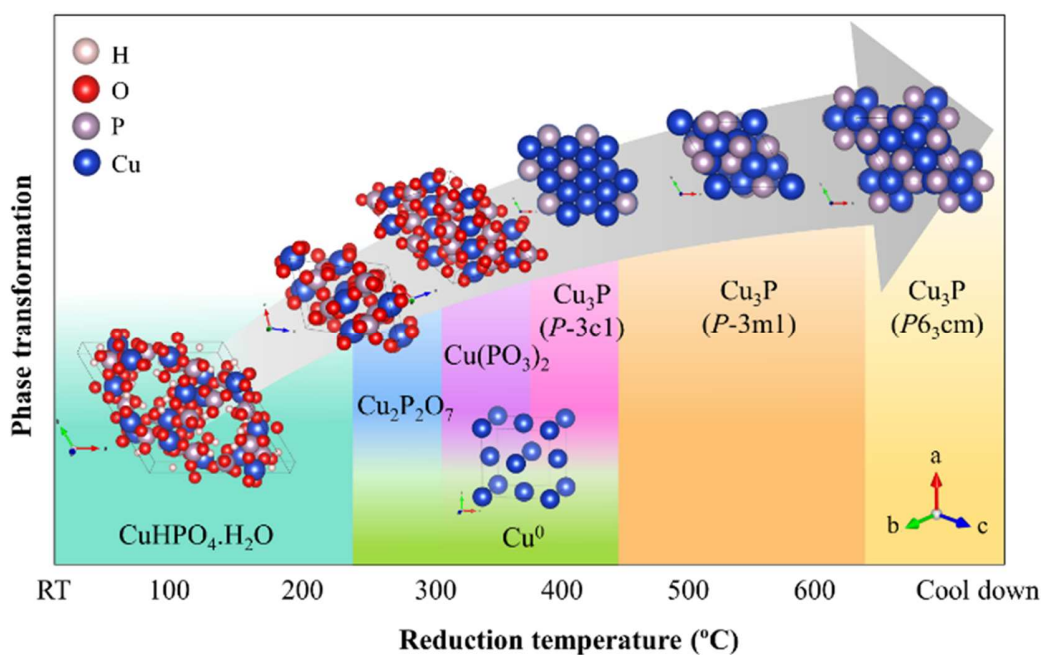 H
O
P
Cu
Phase transformation
Cu₃P
(P-3c1)
Cu₃P
(P-3m1)
Cu₃P
(P6₃cm)
Cu(PO₃)₂
Cu₂P₂O₇
CuHPO₄.H₂O
Cu⁰
a
b
c
RT 100 200 300 400 500 600 Cool down
Reduction temperature (ºC)